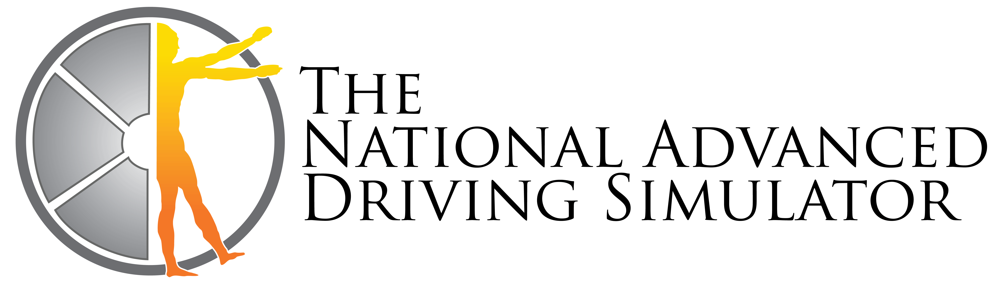 THE
NATIONAL ADVANCED
DRIVING SIMULATOR